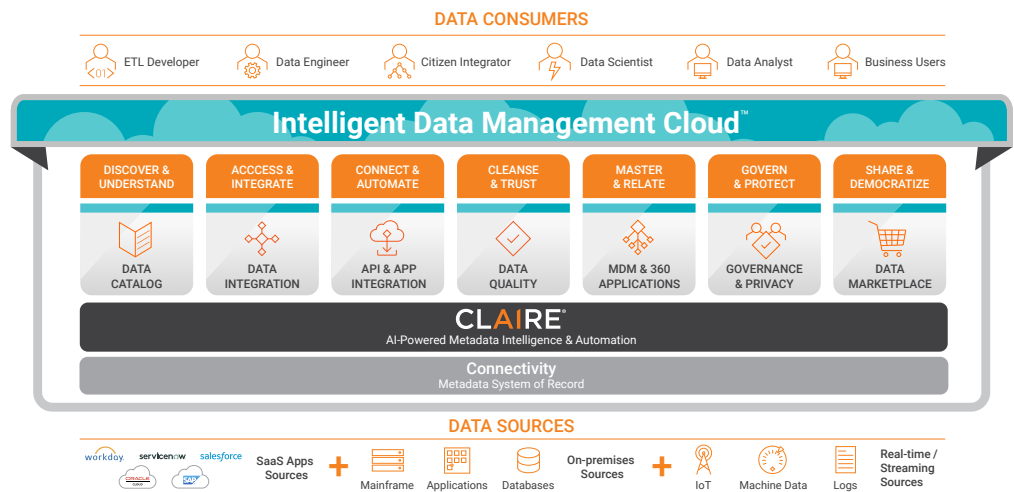 DATA CONSUMERS
<01>
ETL Developer
Data Engineer
Citizen Integrator
Data Scientist
Data Analyst
Business Users
Intelligent Data Management Cloud™
DISCOVER &
UNDERSTAND
ACCCESS &
INTEGRATE
CONNECT &
AUTOMATE
CLEANSE
& TRUST
MASTER
& RELATE
GOVERN
& PROTECT
SHARE &
DEMOCRATIZE
DATA
CATALOG
DATA
INTEGRATION
API & APP
INTEGRATION
DATA
QUALITY
MDM & 360
APPLICATIONS
GOVERNANCE
& PRIVACY
DATA
MARKETPLACE
CLAIRE®
AI-Powered Metadata Intelligence & Automation
Connectivity
Metadata System of Record
DATA SOURCES
workday.
servicenow
salesforce
ORACLE
CLOUD
SAP
SaaS Apps
Sources
+
Mainframe
Applications
Databases
On-premises
Sources
+
IoT
Machine Data
Logs
Real-time /
Streaming
Sources